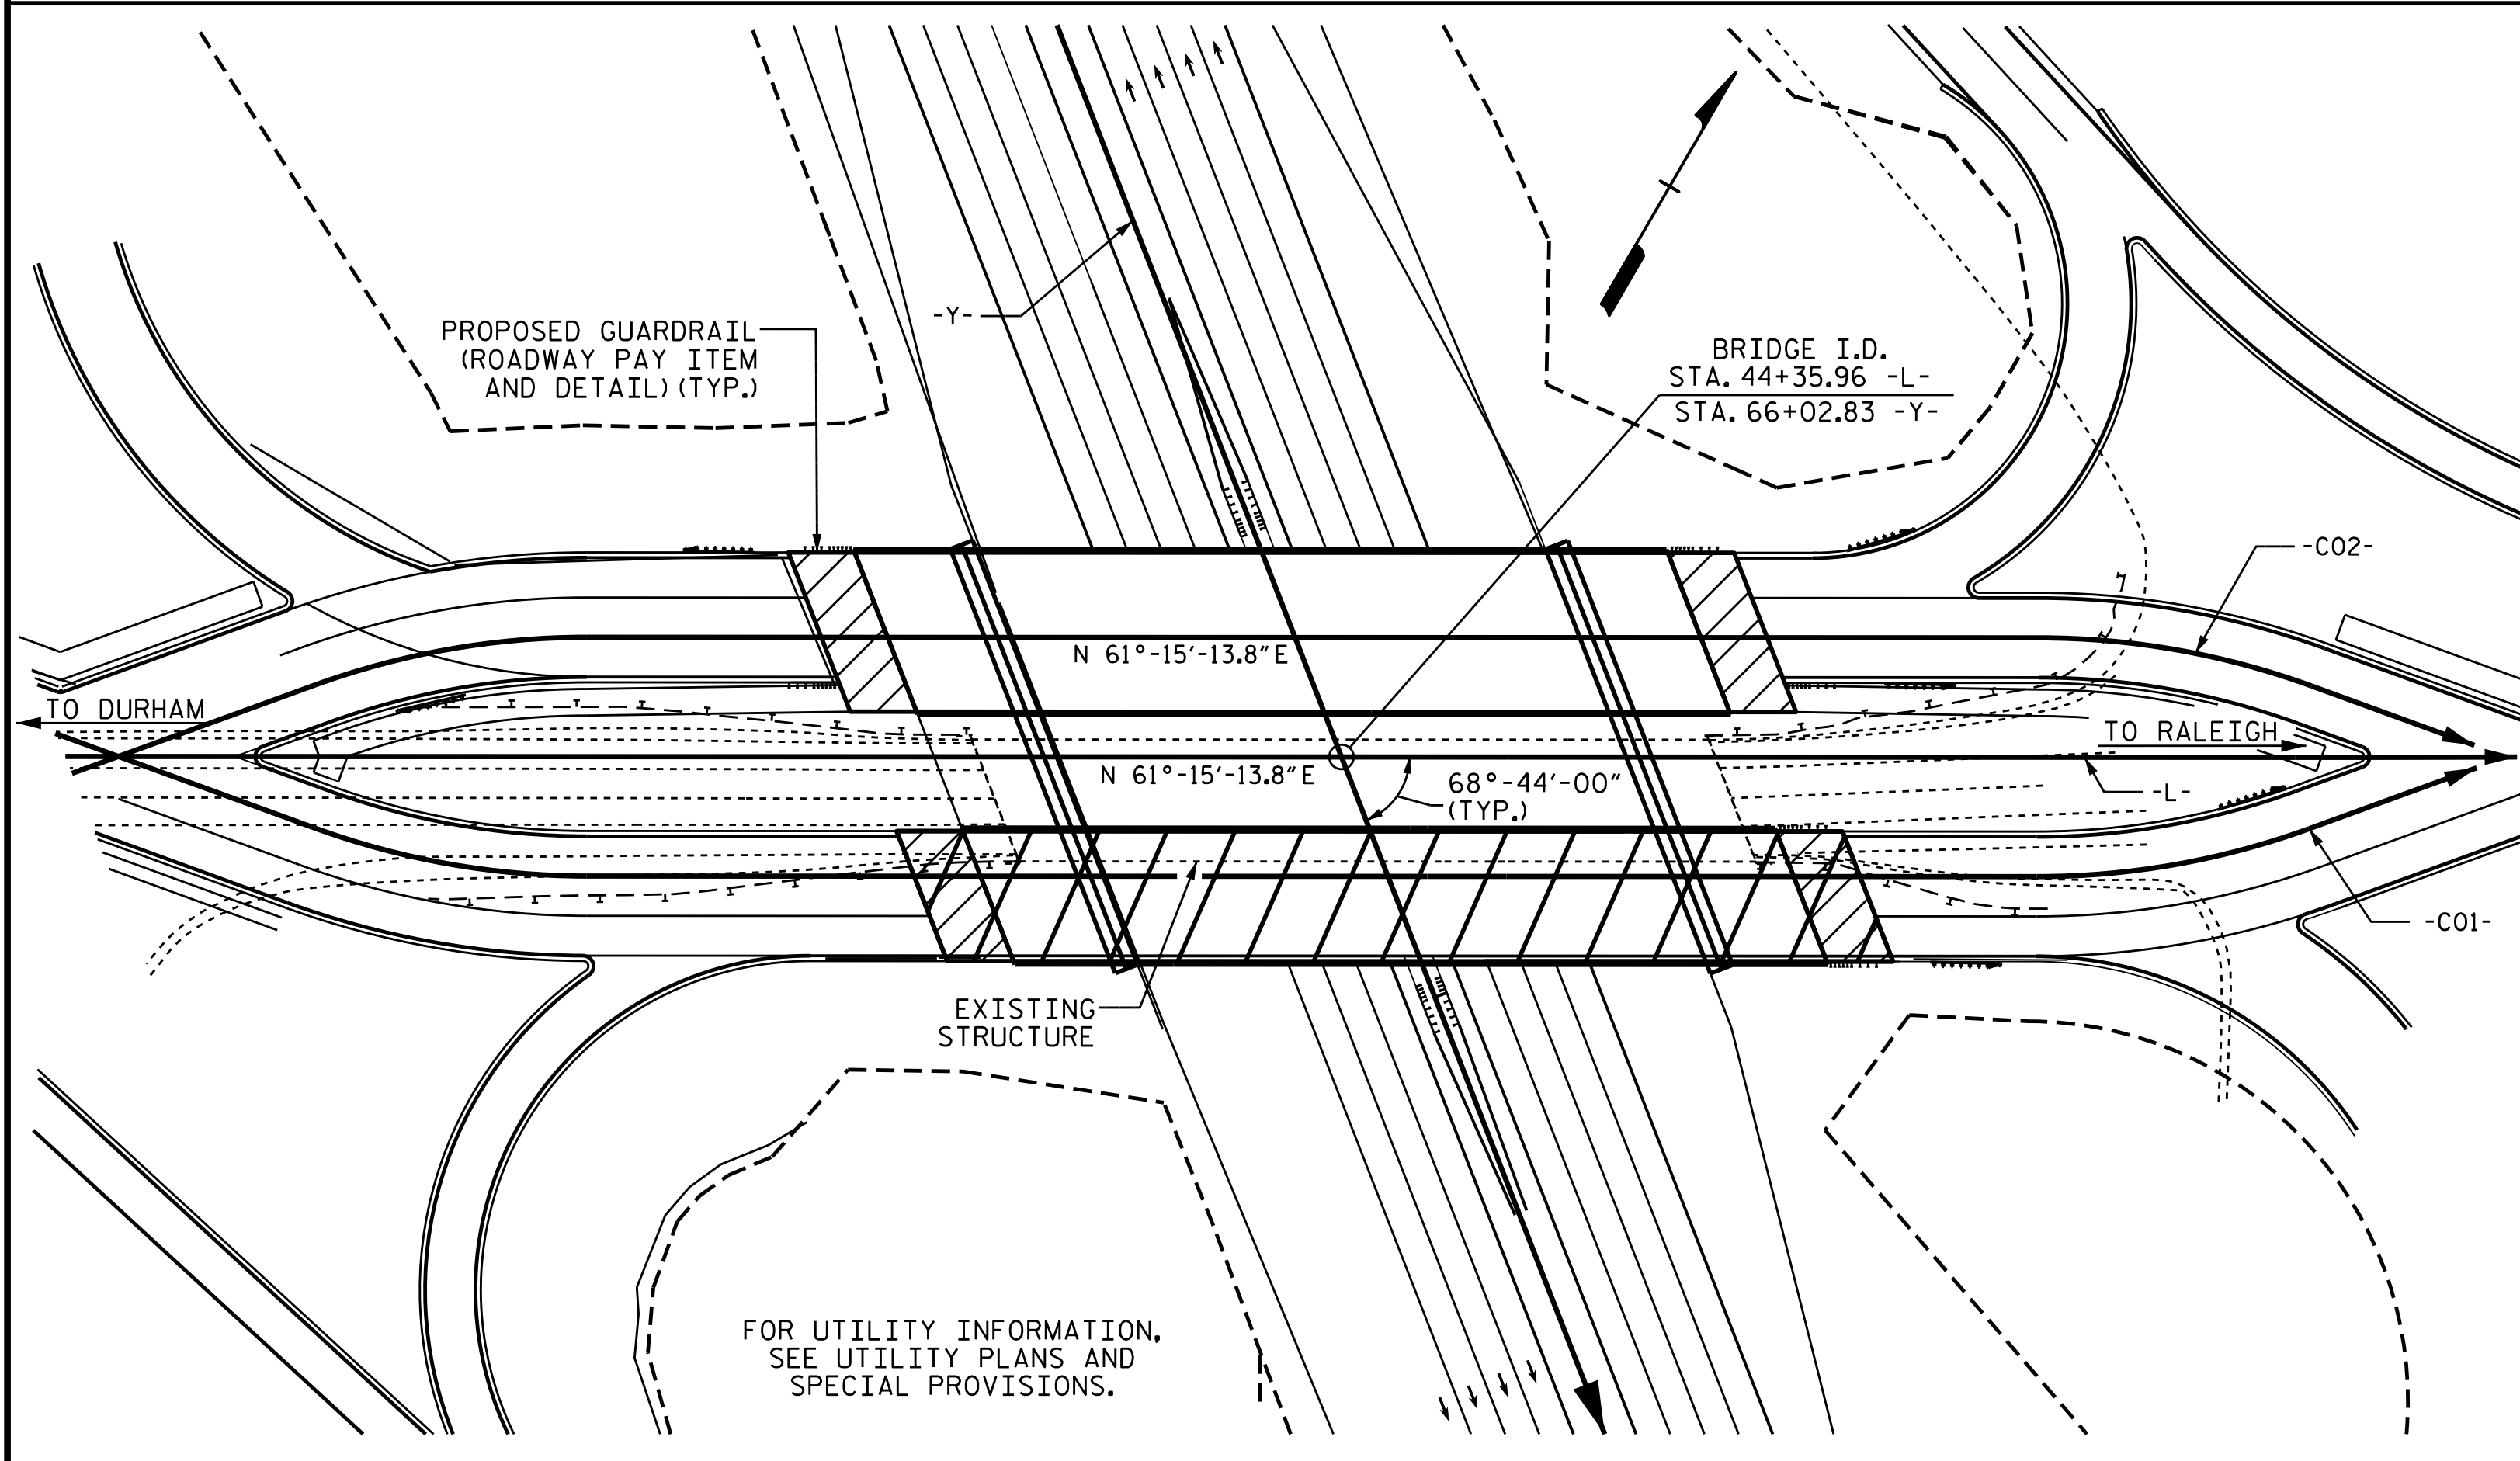 PROPOSED GUARDRAIL
(ROADWAY PAY ITEM
AND DETAIL) (TYP.)
-Y-
BRIDGE I.D.
STA. 44+35.96 -L-
STA. 66+02.83 -Y-
-C02-
N 61°-15'-13.8" E
TO DURHAM
TO RALEIGH
N 61°-15'-13.8" E
68°-44'-00"
(TYP.)
-L-
-C01-
EXISTING
STRUCTURE
FOR UTILITY INFORMATION,
SEE UTILITY PLANS AND
SPECIAL PROVISIONS.